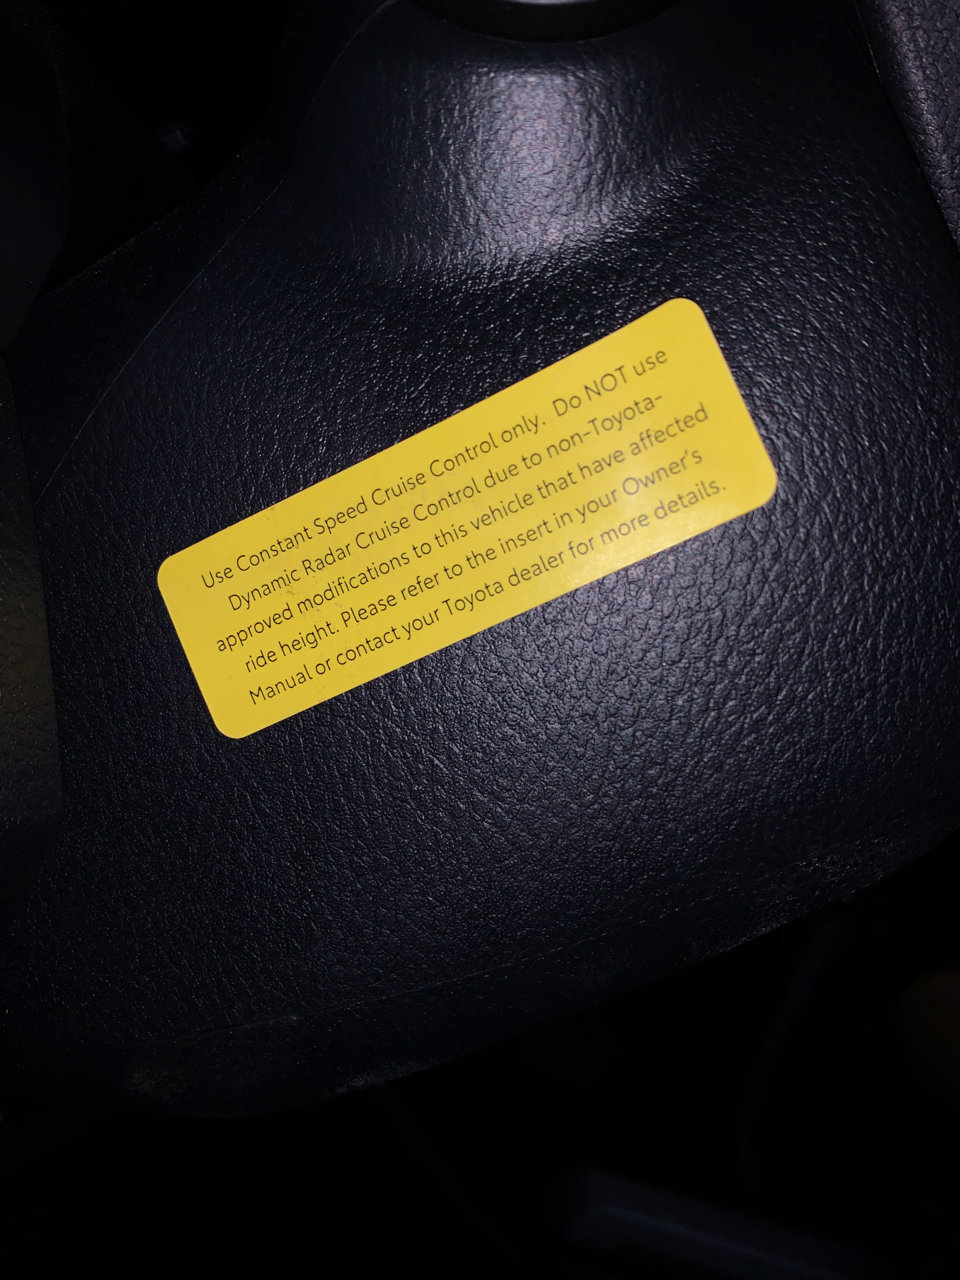 Use Constant Speed Cruise Control only. Do NOT use
Dynamic Radar Cruise Control due to non-Toyota-
approved modifications to this vehicle that have affected
ride height. Please refer to the insert in your Owner's
Manual or contact your Toyota dealer for more details.